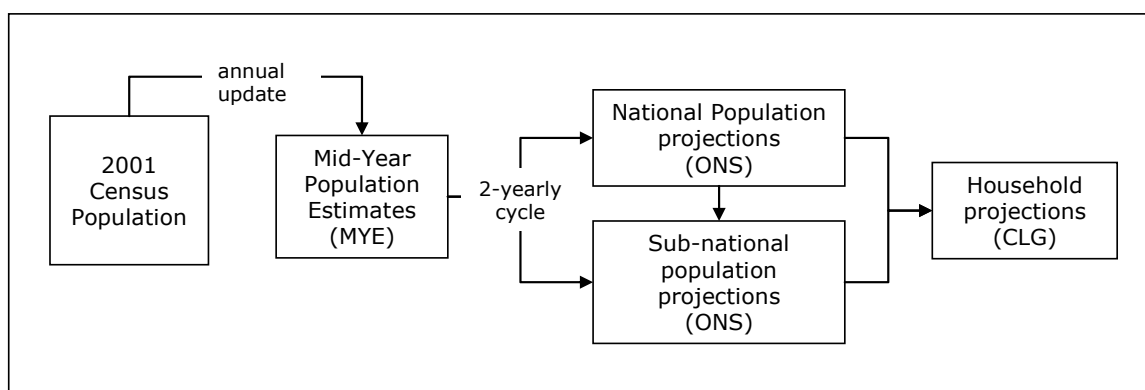 annual
update
2001
Census
Population
Mid-Year
Population
Estimates
(MYE)
2-yearly
cycle
National Population
projections
(ONS)
Sub-national
population
projections
(ONS)
Household
projections
(CLG)